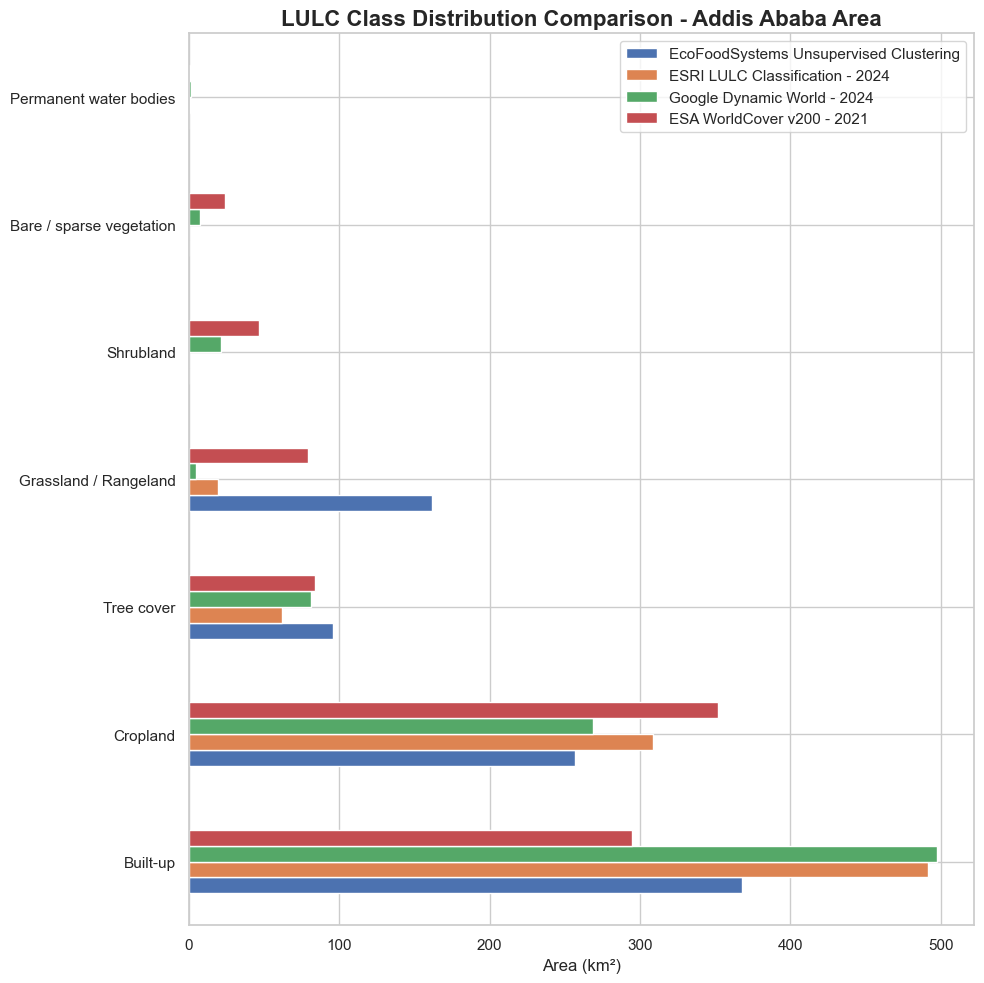 LULC Class Distribution Comparison - Addis Ababa Area
EcoFoodSystems Unsupervised Clustering
ESRI LULC Classification - 2024
Google Dynamic World - 2024
ESA WorldCover v200 - 2021
Permanent water bodies
Bare / sparse vegetation
Shrubland
Grassland / Rangeland
Tree cover
Cropland
Built-up
0 100 200 300 400 500
Area (km²)